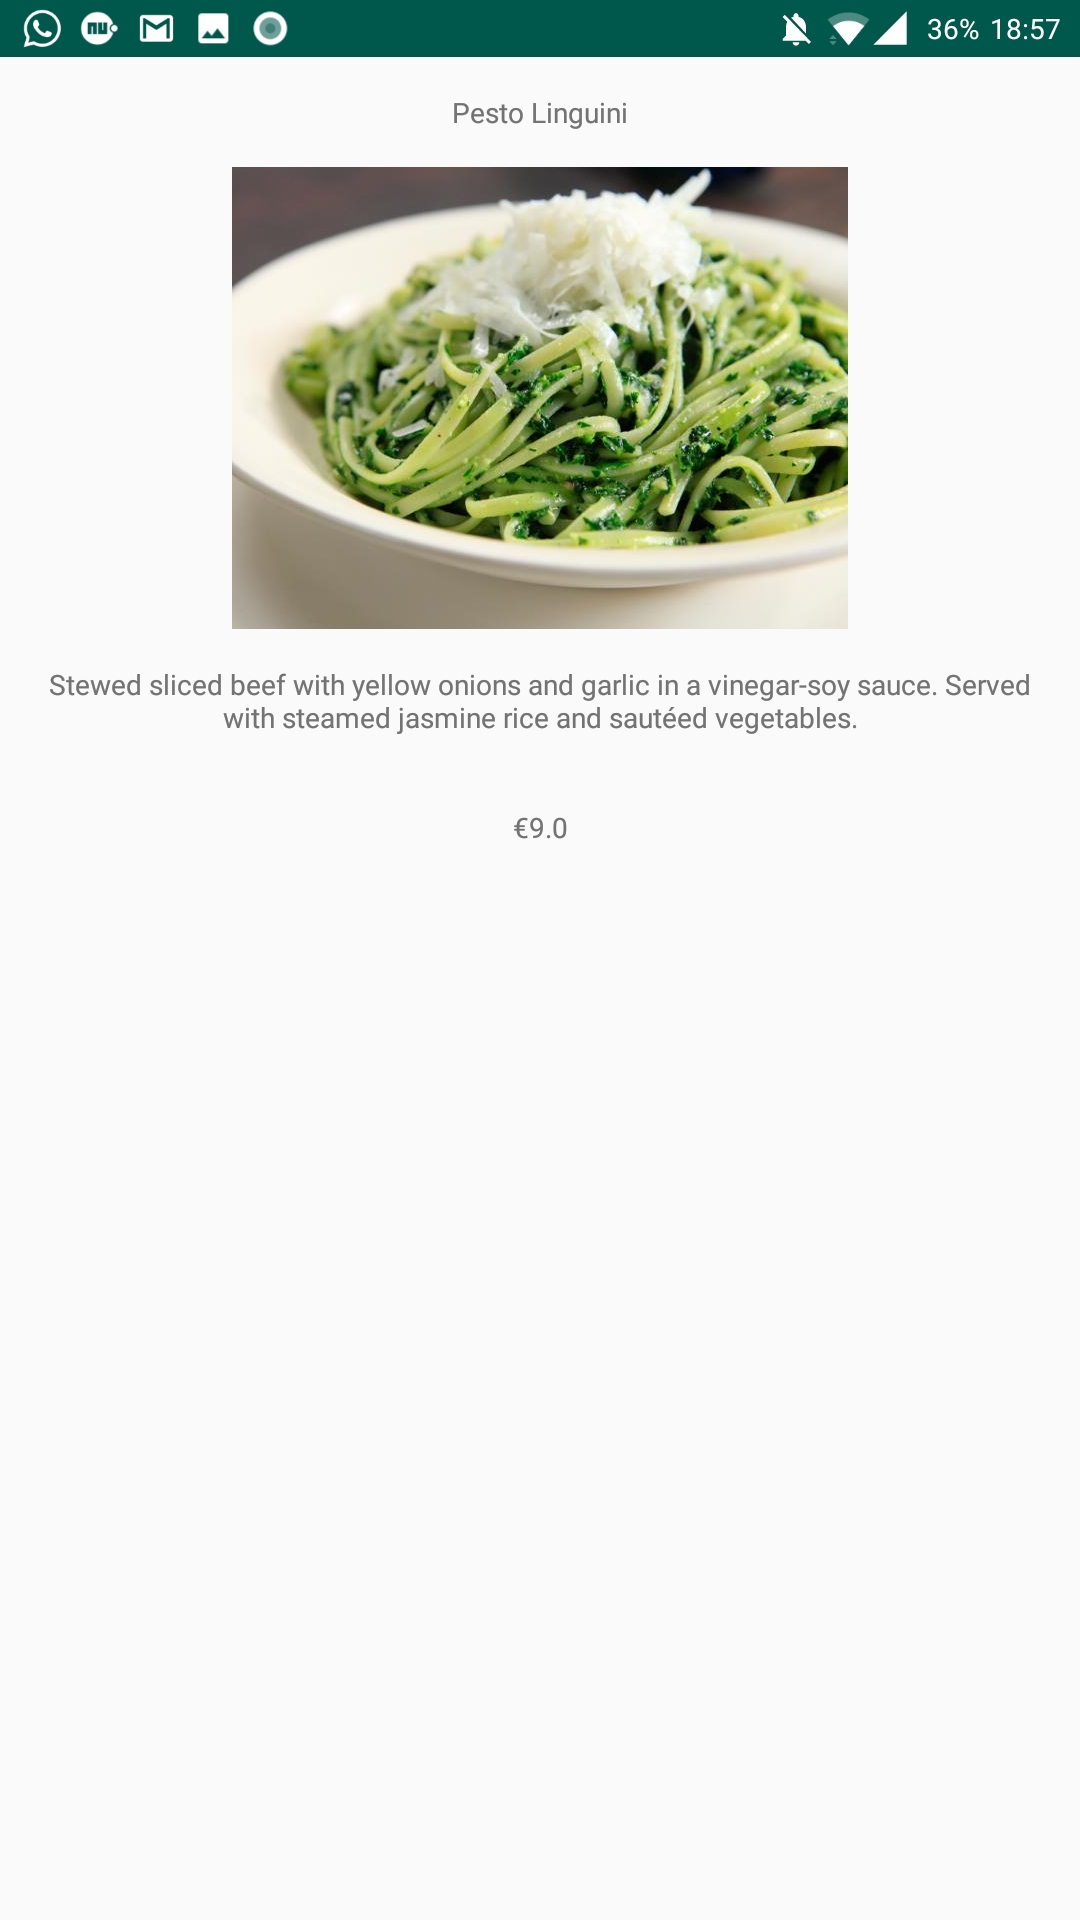 nu
36% 18:57
Pesto Linguini
Stewed sliced beef with yellow onions and garlic in a vinegar-soy sauce. Served
with steamed jasmine rice and sautéed vegetables.
€9.0